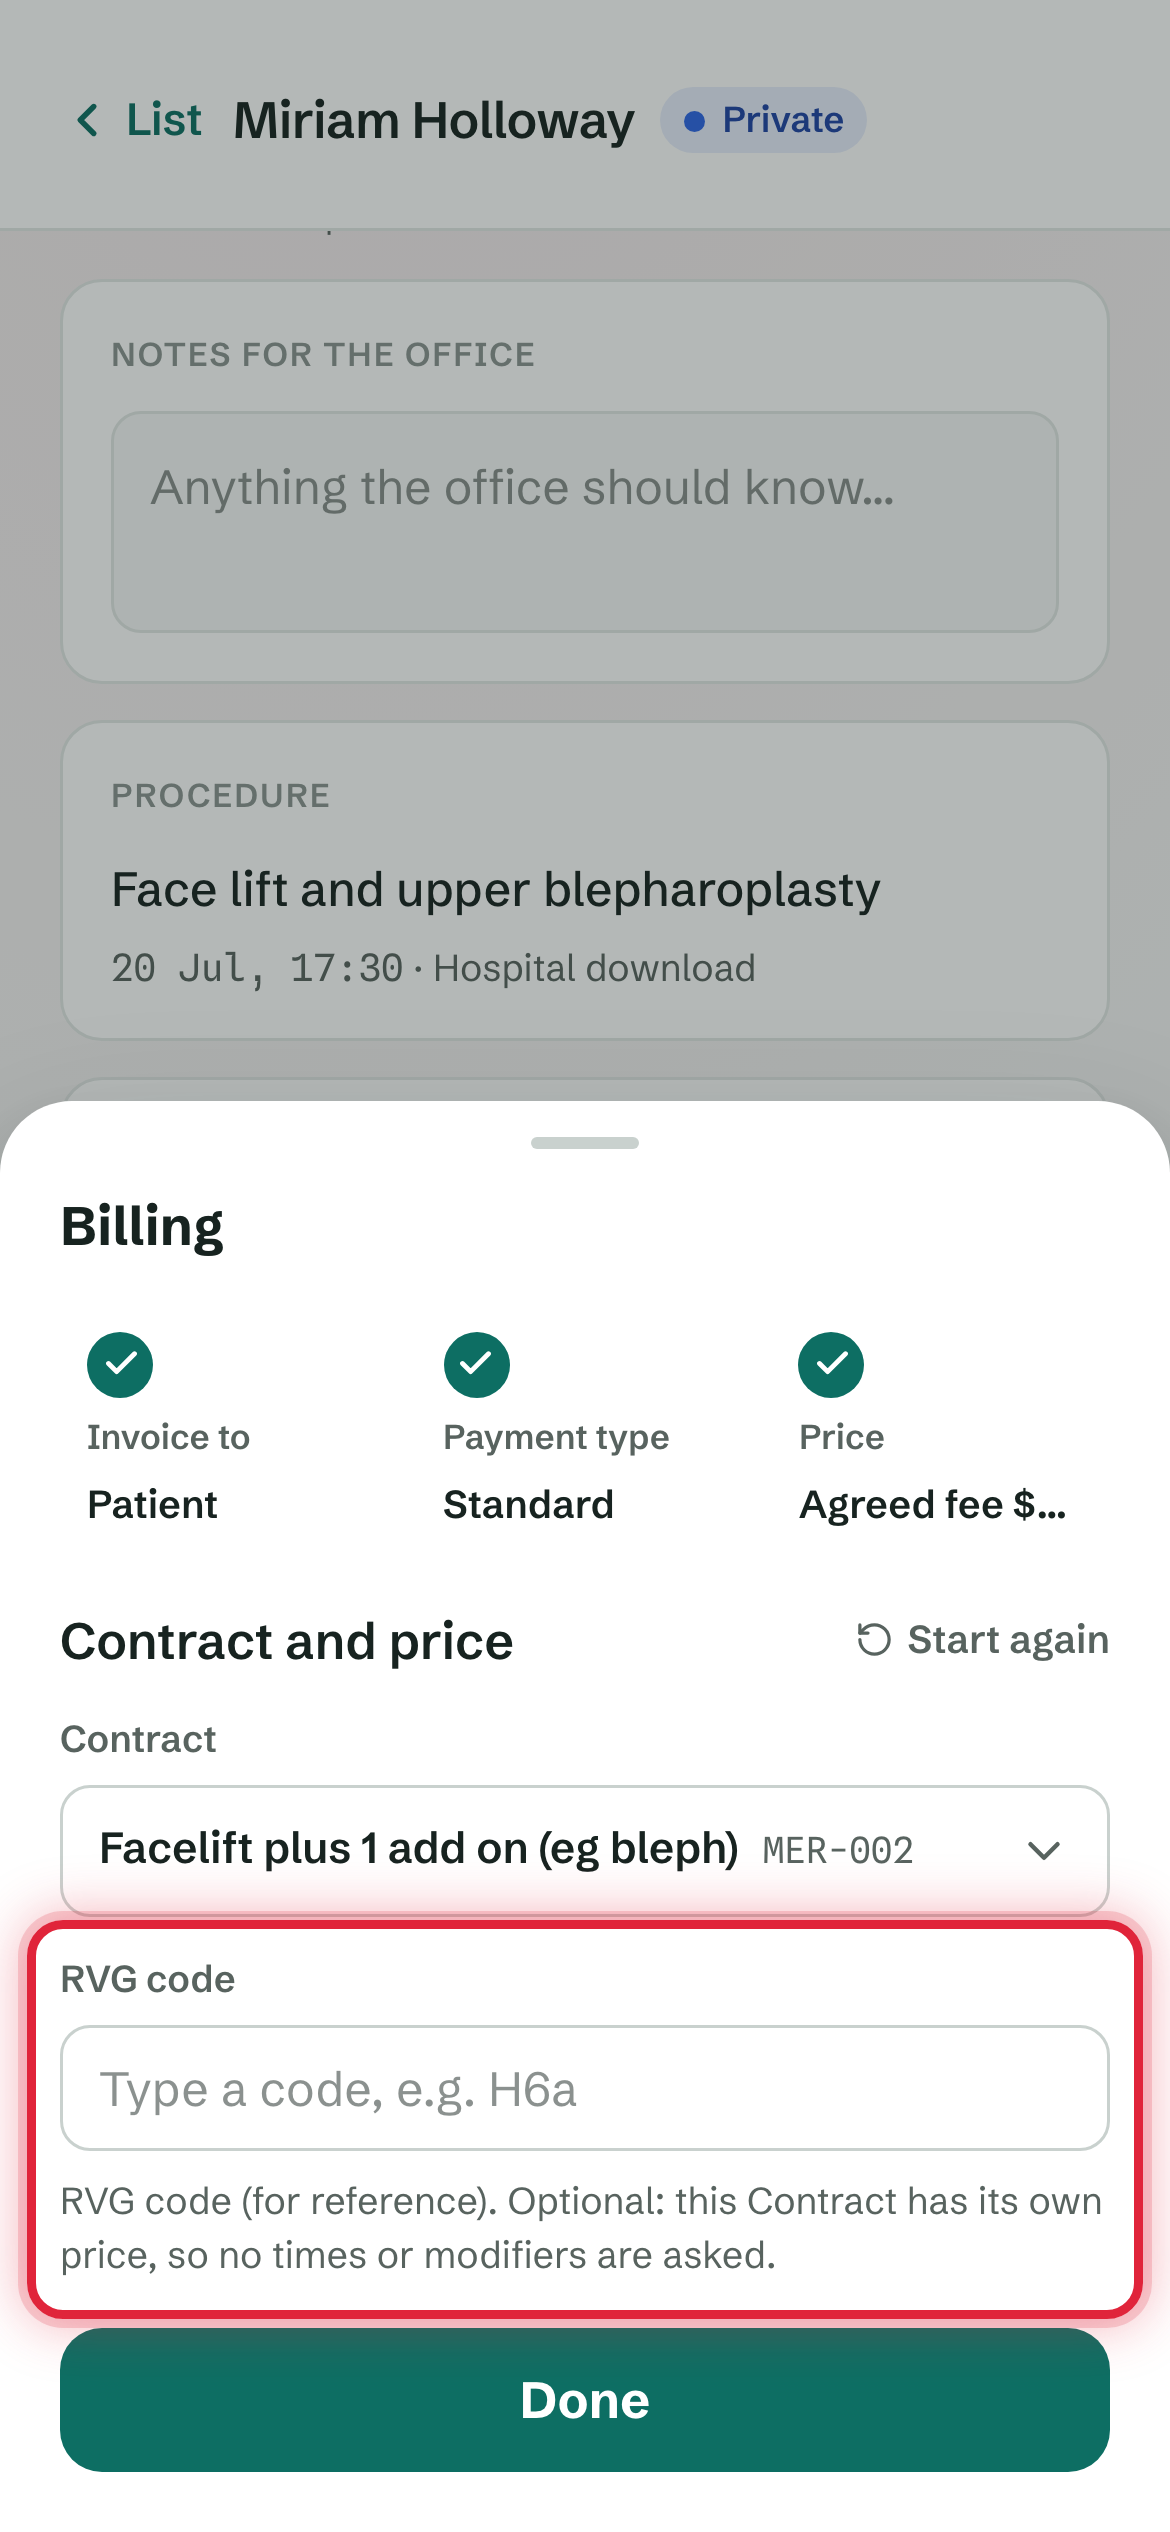 List Miriam Holloway Private
NOTES FOR THE OFFICE
Anything the office should know...
PROCEDURE
Face lift and upper blepharoplasty
20 Jul, 17:30 · Hospital download
Billing
Invoice to
Patient
Payment type
Standard
Price
Agreed fee $...
Contract and price
Start again
Contract
Facelift plus 1 add on (eg bleph) MER-002
RVG code
Type a code, e.g. H6a
RVG code (for reference). Optional: this Contract has its own
price, so no times or modifiers are asked.
Done